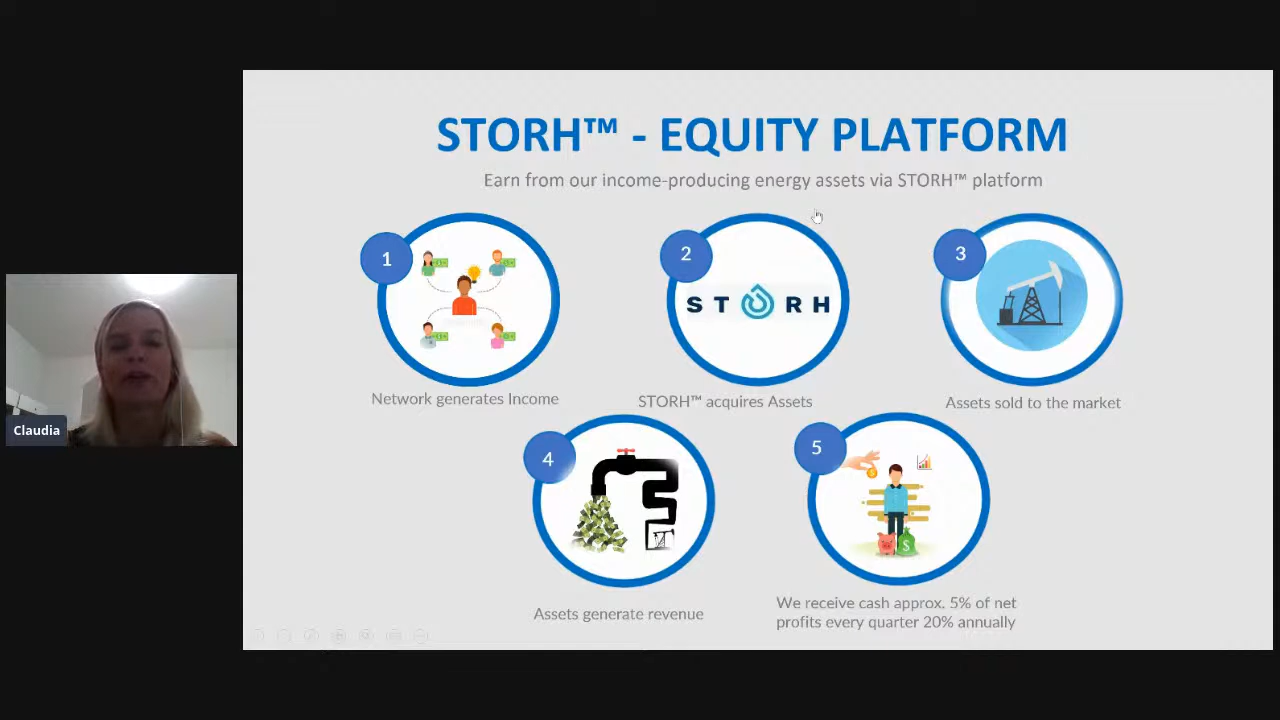 STORH™ - EQUITY PLATFORM
Earn from our income-producing energy assets via STORH™ platform
1
2
3
STORH
Network generates Income
STORH™ acquires Assets
Assets sold to the market
Claudia
4
5
Assets generate revenue
We receive cash approx. 5% of net
profits every quarter 20% annually